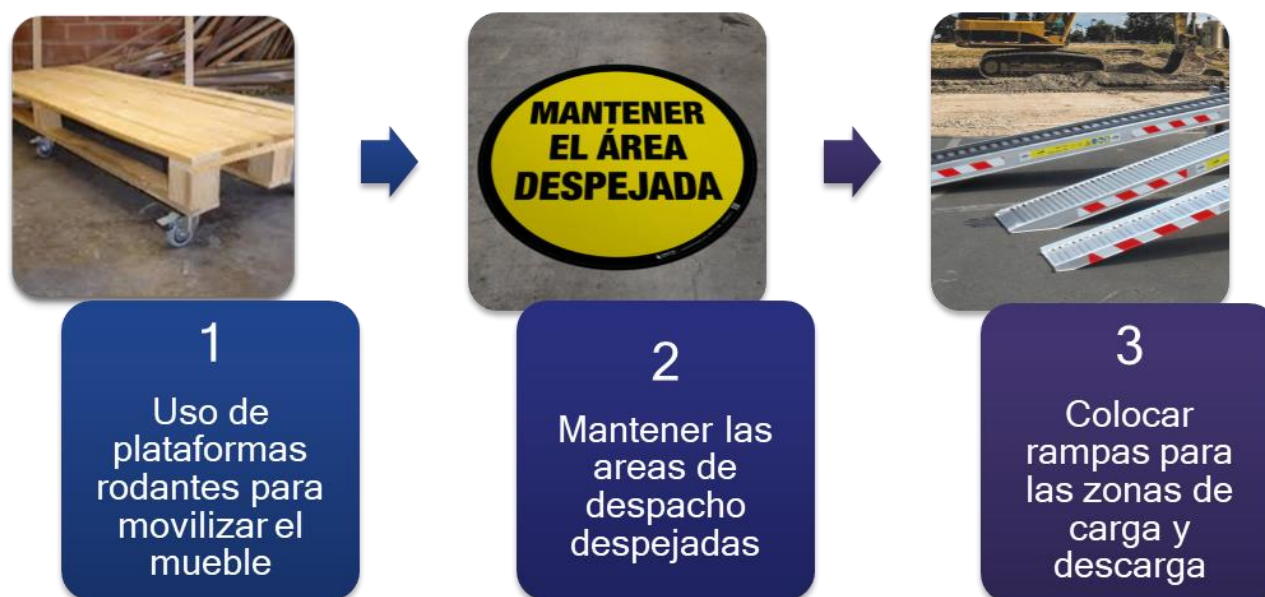 MANTENER
EL ÁREA
DESPEJADA
1
Uso de
plataformas
rodantes para
movilizar el
mueble
2
Mantener las
areas de
despacho
despejadas
3
Colocar
rampas para
las zonas de
carga y
descarga